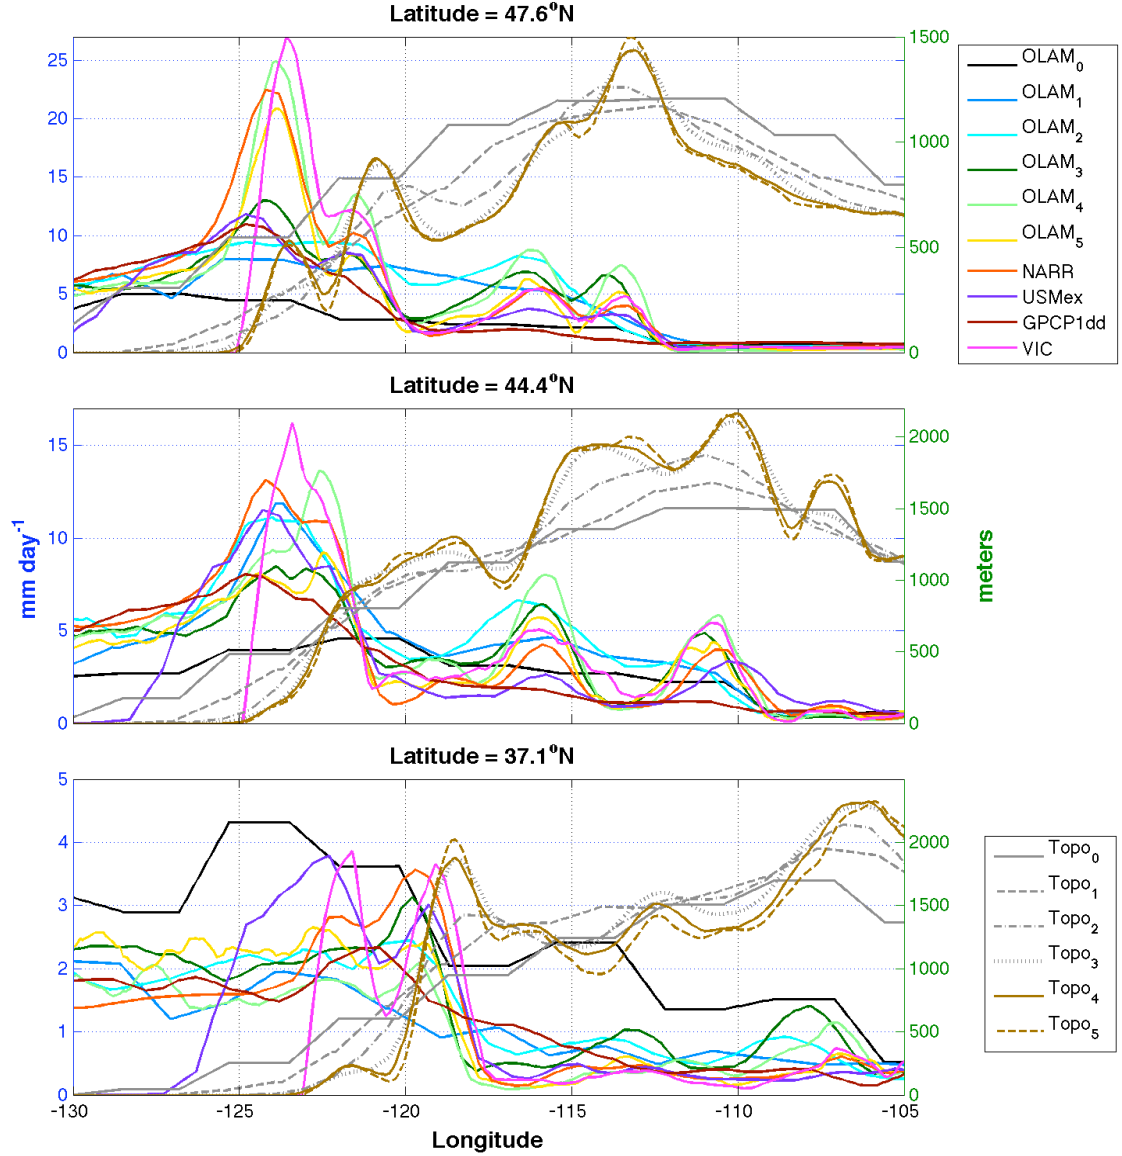 Latitude = 47.6⁰N
25
20
15
10
5
0
1500
1000
500
0
OLAM₀
OLAM₁
OLAM₂
OLAM₃
OLAM₄
OLAM₅
NARR
USMex
GPCP1dd
VIC
Latitude = 44.4⁰N
15
10
5
0
mm day⁻¹
2000
1500
1000
500
0
meters
Latitude = 37.1⁰N
5
4
3
2
1
0
2000
1500
1000
500
0
Topo₀
Topo₁
Topo₂
Topo₃
Topo₄
Topo₅
-130 -125 -120 -115 -110 -105
Longitude